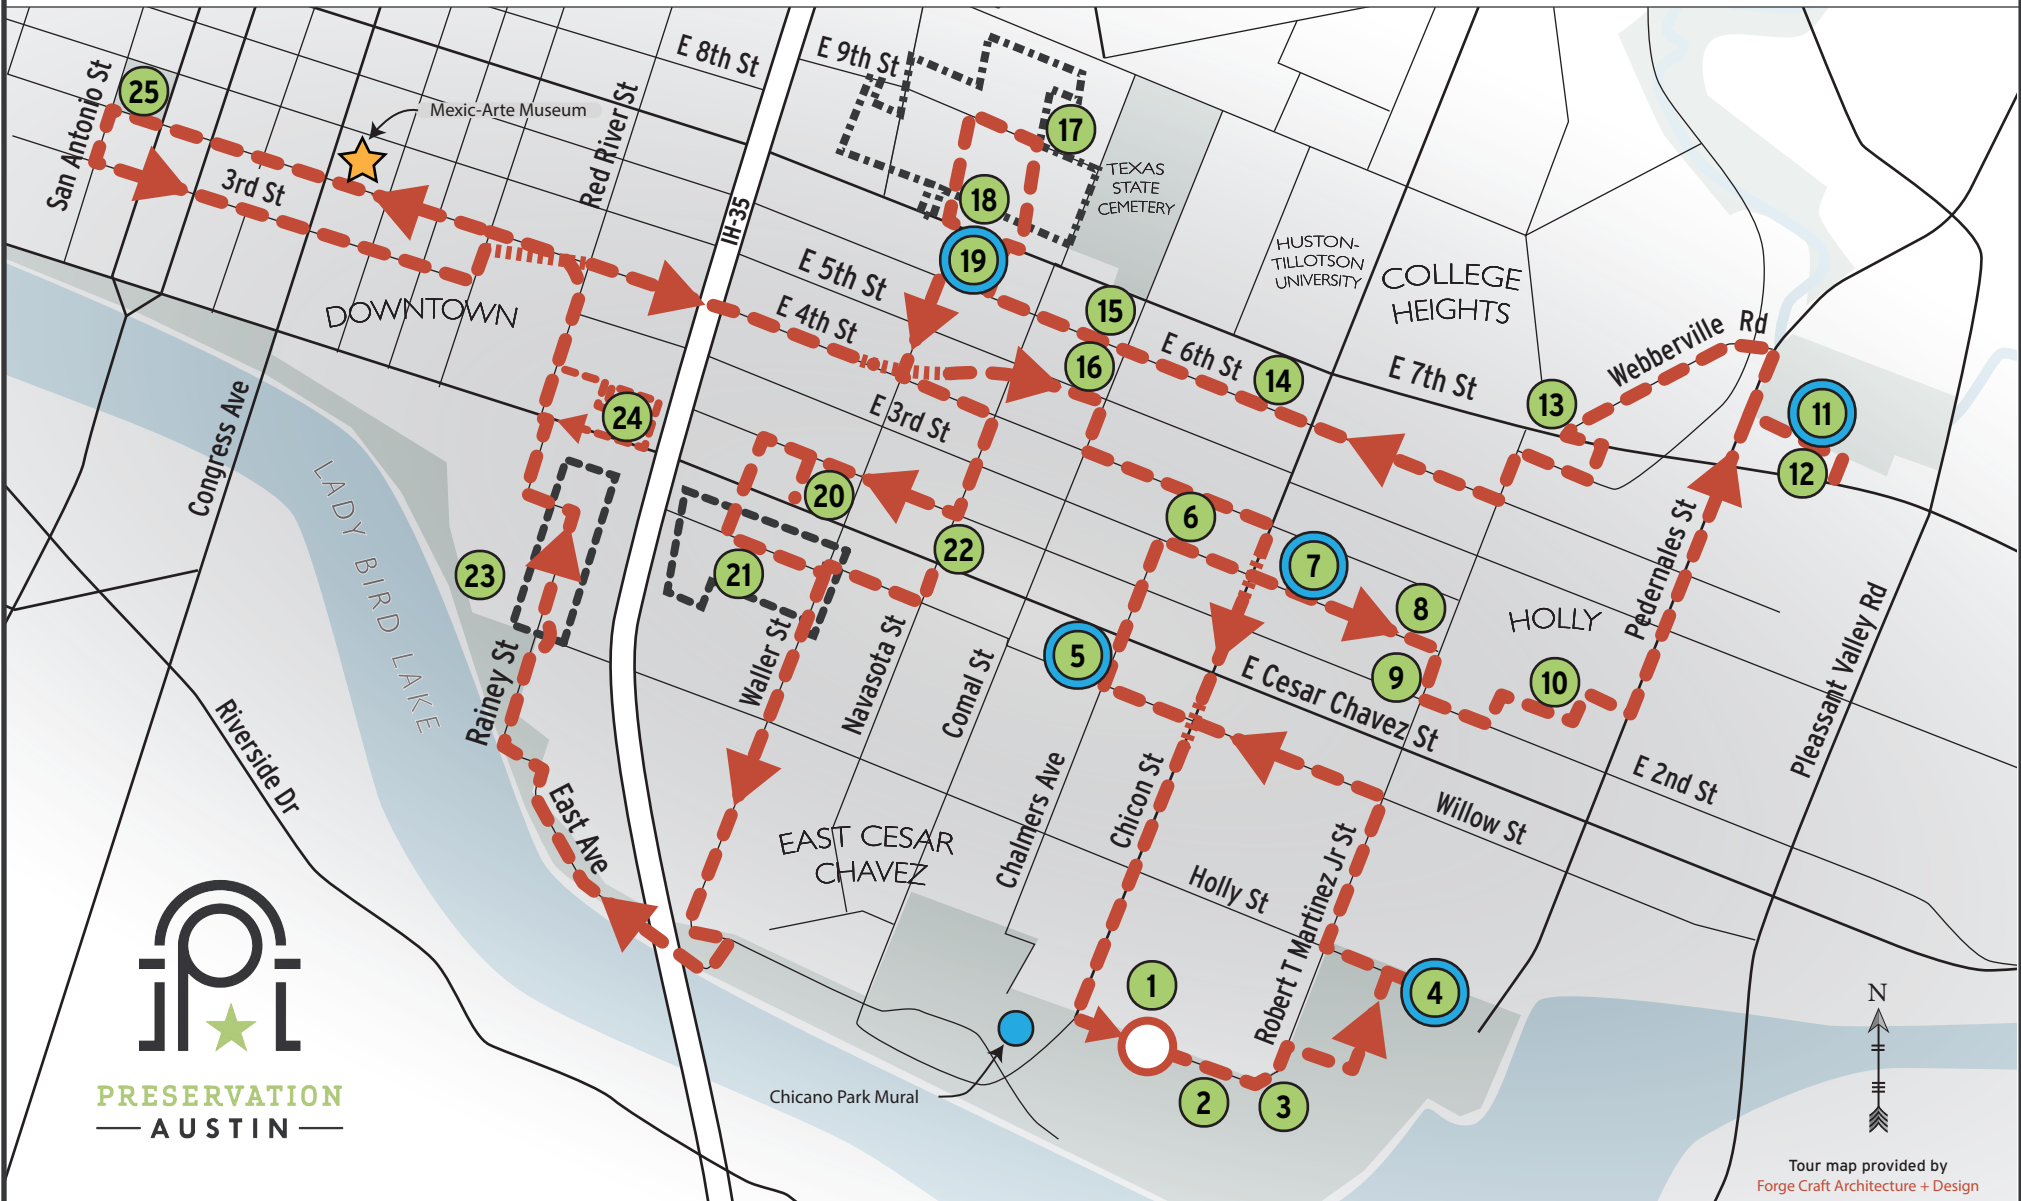 E 8th St
E 9th St
San Antonio St
25
Mexic-Arte Museum
Red River St
17
TEXAS
STATE
CEMETERY
3rd St
18
IH-35
19
HUSTON-
TILLOTSON
UNIVERSITY
COLLEGE
HEIGHTS
E 5th St
DOWNTOWN
E 4th St
15
16
E 6th St
14
E 7th St
Webberville Rd
13
11
12
E 3rd St
24
Congress Ave
20
6
22
7
21
23
8
LADY BIRD LAKE
HOLLY
Pedernales St
5
9
10
Rainey St
Waller St
Navasota St
Comal St
E Cesar Chavez St
Pleasant Valley Rd
Riverside Dr
East Ave
Chalmers Ave
Chicon St
E 2nd St
Willow St
EAST CESAR
CHAVEZ
Holly St
Robert T Martinez Jr St
1
4
Chicano Park Mural
2
3
N
PRESERVATION
AUSTIN
Tour map provided by
Forge Craft Architecture + Design